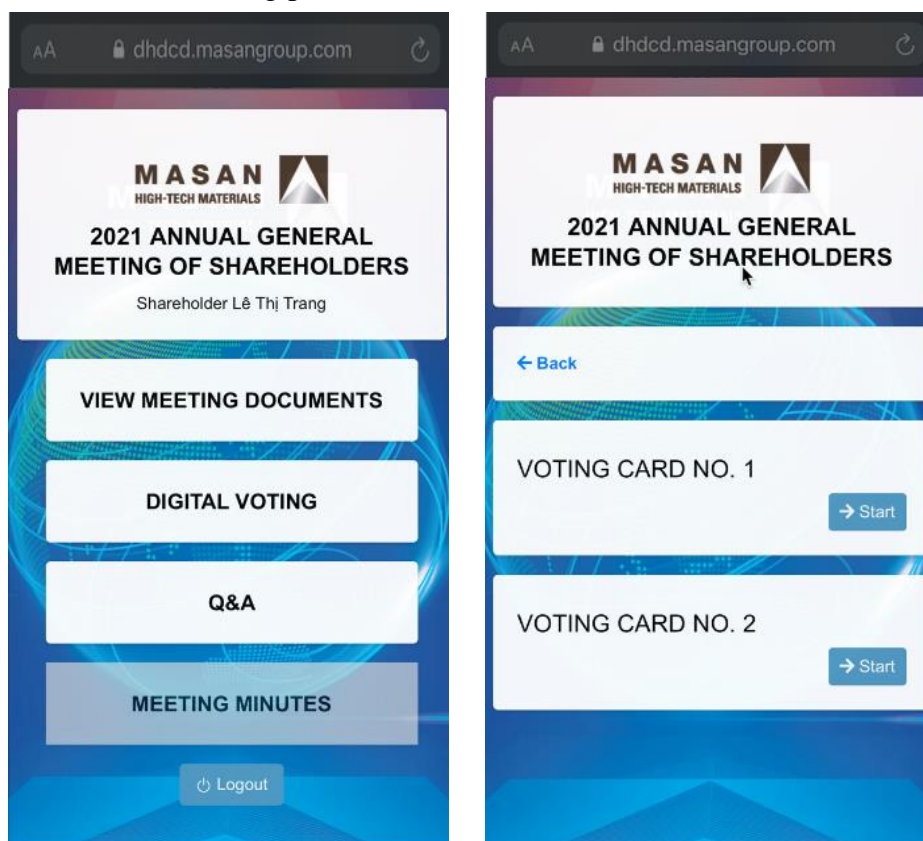 AA dhdcd.masangroup.com
MASAN
HIGH-TECH MATERIALS
2021 ANNUAL GENERAL
MEETING OF SHAREHOLDERS
Shareholder Lê Thị Trang
VIEW MEETING DOCUMENTS
DIGITAL VOTING
Q&A
MEETING MINUTES
Logout
AA dhdcd.masangroup.com
MASAN
HIGH-TECH MATERIALS
2021 ANNUAL GENERAL
MEETING OF SHAREHOLDERS
← Back
VOTING CARD NO. 1
→ Start
VOTING CARD NO. 2
→ Start